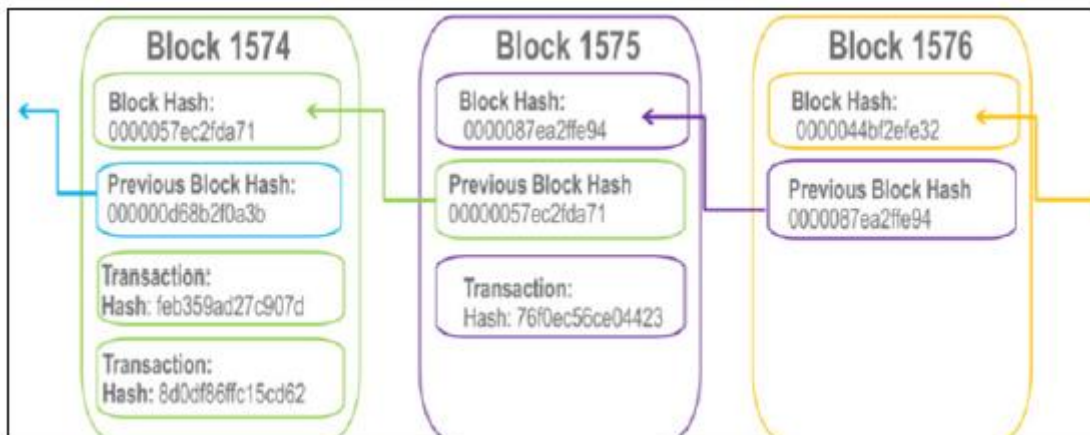 Block 1574
Block Hash:
0000057ec2fda71
Previous Block Hash:
000000d68b2f0a3b
Transaction:
Hash: feb359ad27c907d
Transaction:
Hash: 8d0df86ffc15cd62
Block 1575
Block Hash:
0000087ea2ffe94
Previous Block Hash
00000057ec2fda71
Transaction:
Hash: 76f0ec56ce04423
Block 1576
Block Hash:
0000044bf2efe32
Previous Block Hash
0000087ea2ffe94